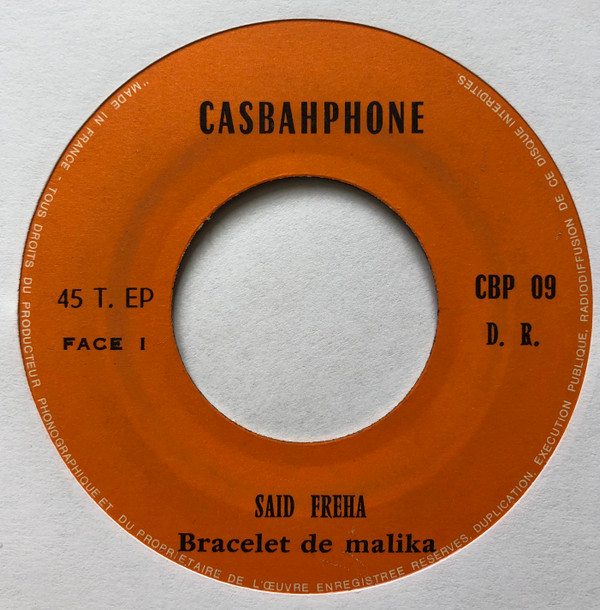 CASBAHPHONE
45 T. EP
FACE I
CBP 09
D. R.
SAID FREHA
Bracelet de malika
"MADE IN FRANCE - TOUS DROITS DU PRODUCTEUR PHONOGRAPHIQUE ET DU PROPRIETAIRE DE L'ŒUVRE ENREGISTREE RESERVES. DUPLICATION, EXECUTION PUBLIQUE, RADIODIFFUSION DE CE DISQUE INTERDITES.